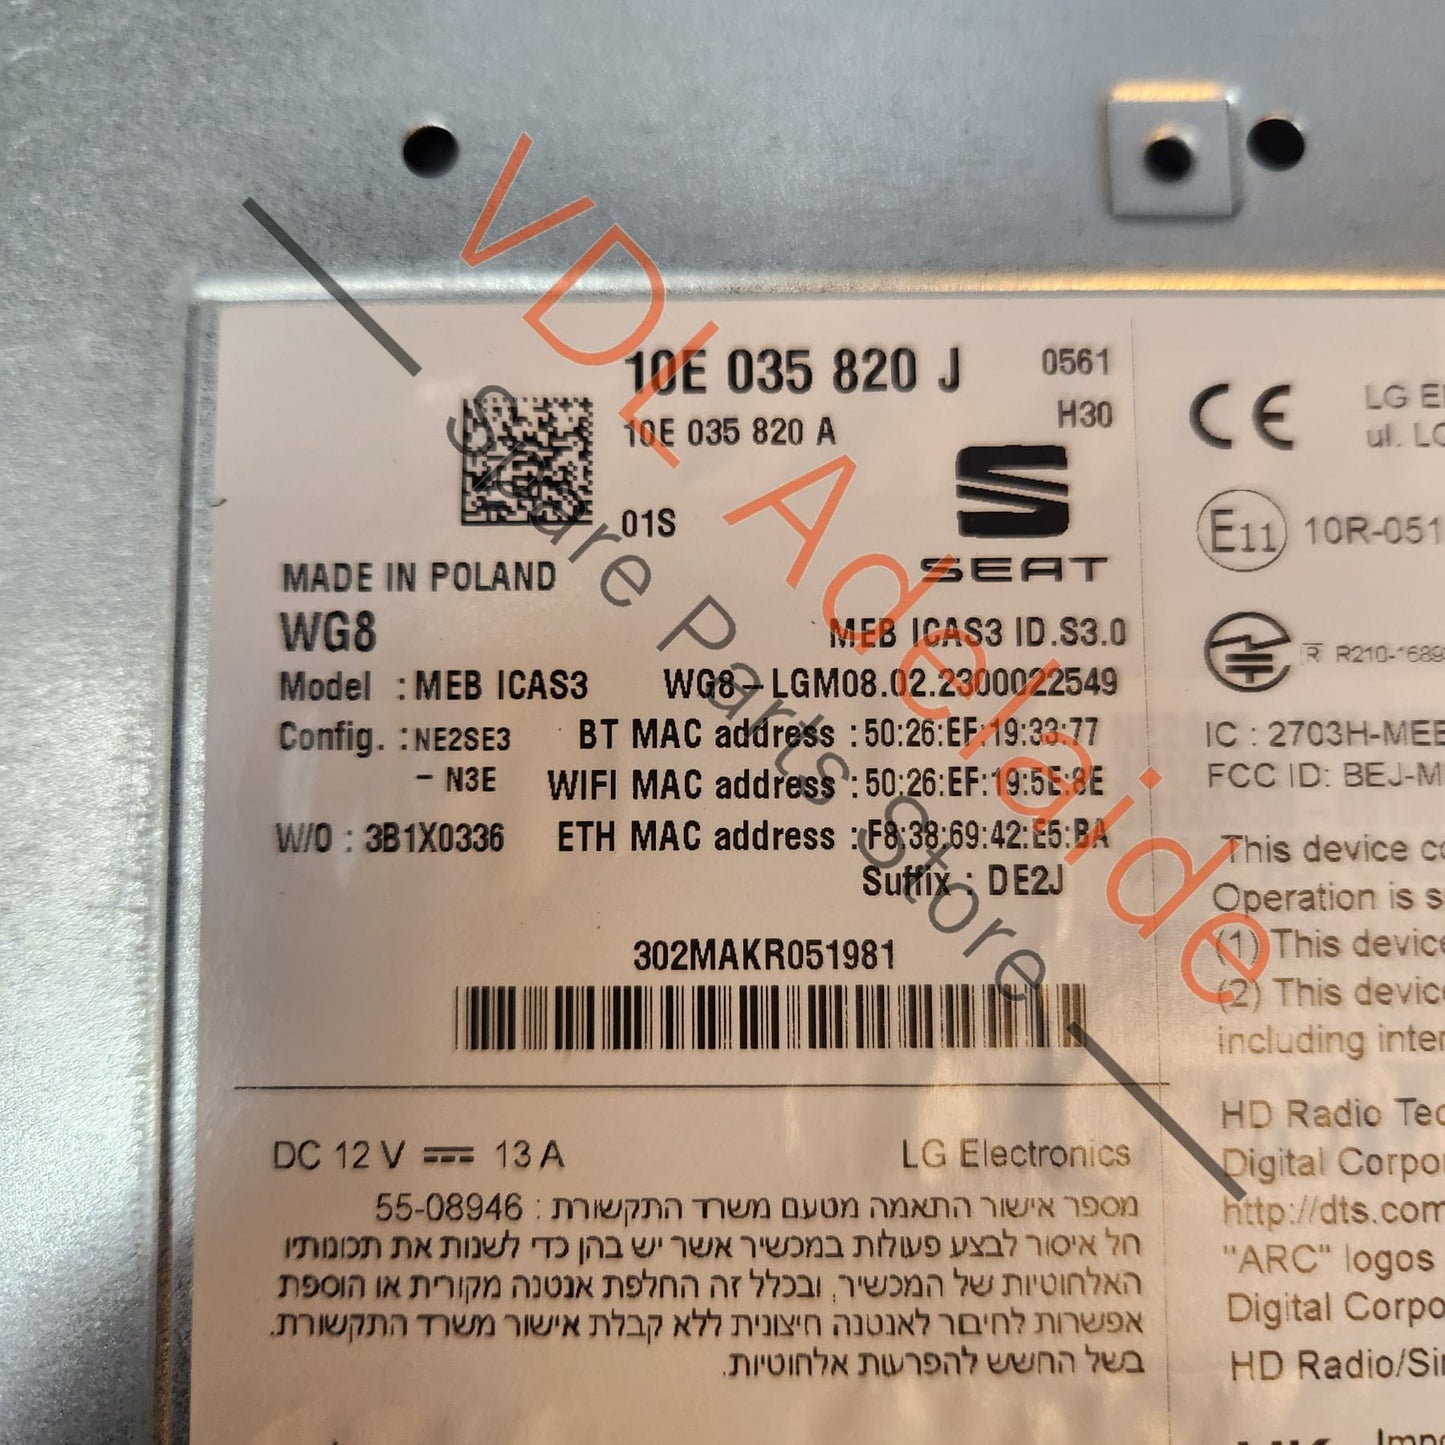 10E 035 820 J 0561
10E 035 820 A H30
01S
SEAT
MADE IN POLAND
WG8 MEB ICAS3 ID.S3.0
Model : MEB ICAS3 WG8-LGM08.02.2300022549
Config. : NE2SE3 BT MAC address : 50:26:EF:19:33:77
- N3E WIFI MAC address : 50:26:EF:19:5E:8E
W/O : 3B1X0336 ETH MAC address : F8:38:69:42:E5:BA
Suffix : DE2J
302MAKR051981
DC 12 V 13 A LG Electronics
מספר אישור התאמה מטעם משרד התקשורת : 55-08946
חל איסור לבצע פעולות במכשיר אשר יש בהן כדי לשנות את תכונותיו
האלחוטיות של המכשיר, ובכלל זה החלפת אנטנה מקורית או הוספת
אפשרות לחיבור לאנטנה חיצונית ללא קבלת אישור משרד התקשורת.
בשל החשש להפרעות אלחוטיות.
CE LG
ul.
E11 10R-051
R R210-1689
IC : 2703H-MEB
FCC ID: BEJ-M
This device
Operation is
(1) This device
(2) This device
including
HD Radio
Digital
http://dts.com
"ARC" logos
Digital
HD Radio/
VDL Adelaide
Spare Parts Store